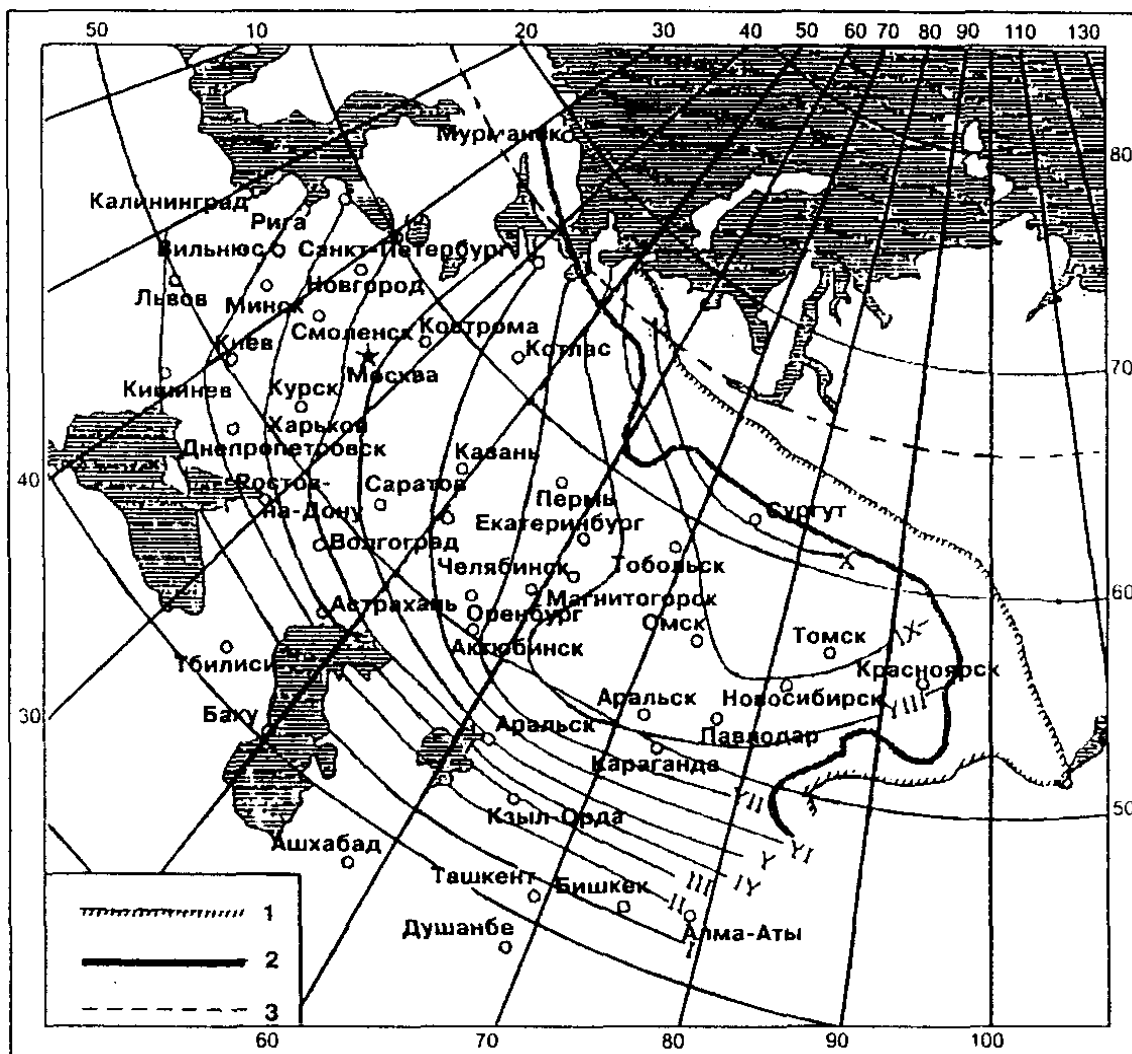 50 10 20 30 40 50 60 70 80 90 110 130
Мурманск
80
Калининград
Рига
Вильнюс Санкт-Петербург
Новгород
Львов
Минск
Смоленск Кострома
Киев
Котлас
Москва
70
Кишинев
Курск
Харьков
Днепропетровск
Казань
40
Ростов-
на-Дону
Саратов
Пермь
Сургут
Екатеринбург
Волгоград
X
Челябинск
Тобольск
60
Астрахань
Магнитогорск
Оренбург
Омск
IX
Актюбинск
Томск
Тбилиси
Красноярск
Аральск
Новосибирск
YIII
30
Баку
Аральск
Павлодар
Караганда
YII
50
Кзыл-Орда
YI
Y
Ашхабад
IY
III
Ташкент
Бишкек
II
Душанбе
Алма-Аты
I
1
2
3
60 70 80 90 100